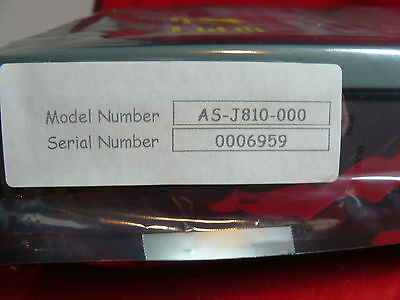 Model Number AS-J810-000
Serial Number 0006959